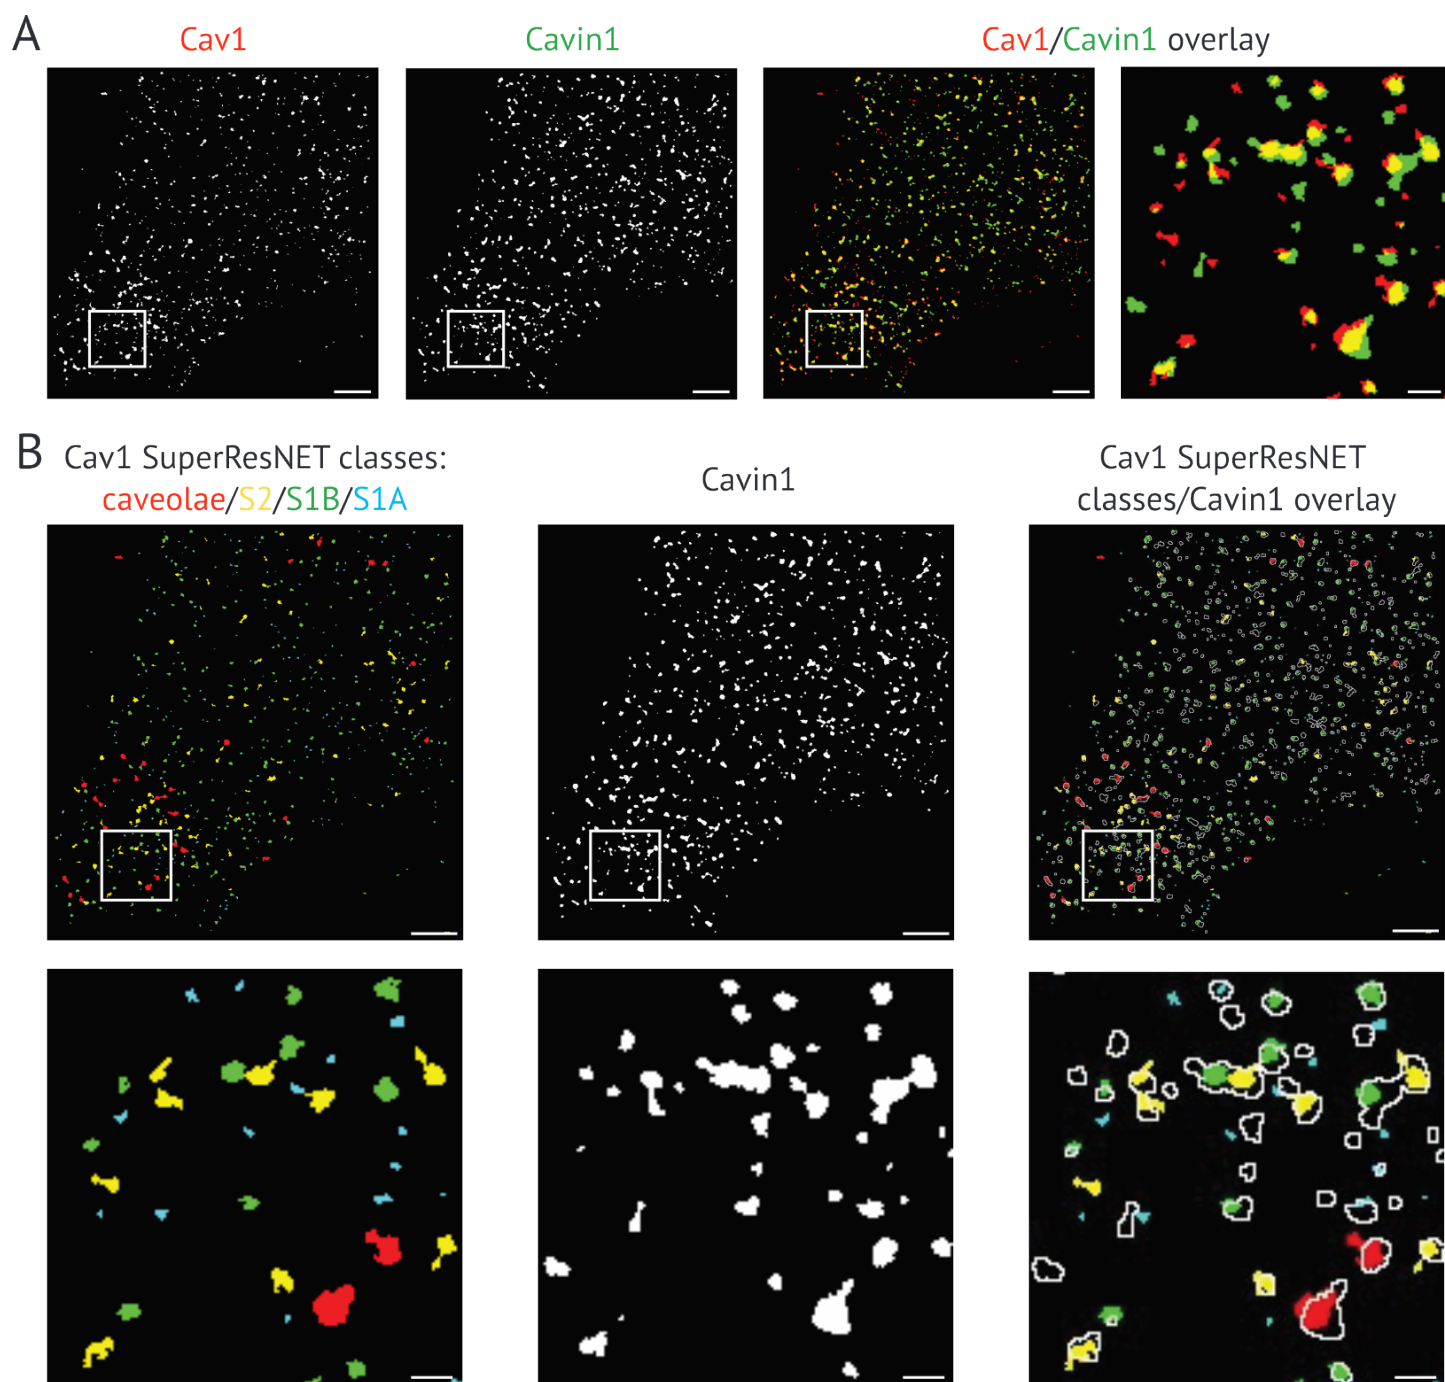 A
Cav1
Cavin1
Cav1/Cavin1 overlay
B
Cav1 SuperResNET classes:
caveolae/S2/S1B/S1A
Cavin1
Cav1 SuperResNET
classes/Cavin1 overlay